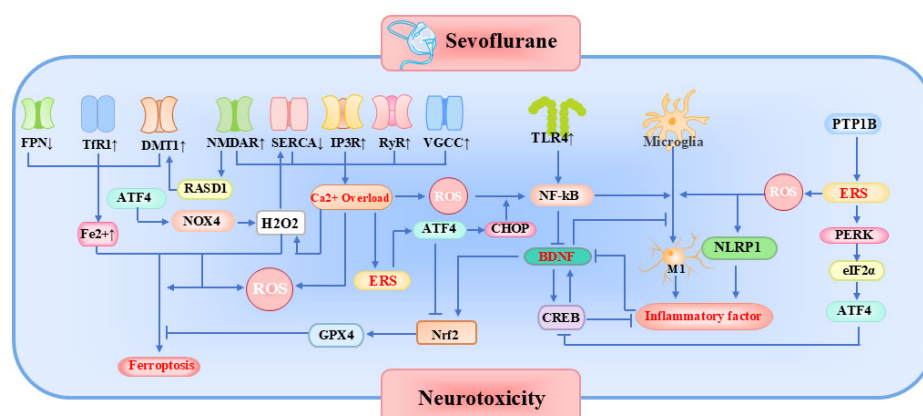 Sevoflurane
FPN↓ TfR1↑ DMT1↑ NMDAR↑ SERCA↓ IP3R↑ RyR↑ VGCC↑ TLR4↑ Microglia PTP1B
RASD1
ATF4
Ca2+ Overload
ROS
NF-kB
ROS
ERS
NOX4
H2O2
Fe2+↑
ATF4
CHOP
PERK
NLRP1
BDNF
M1
eIF2α
ROS
ERS
CREB
Inflammatory factor
ATF4
GPX4
Nrf2
Ferroptosis
Neurotoxicity